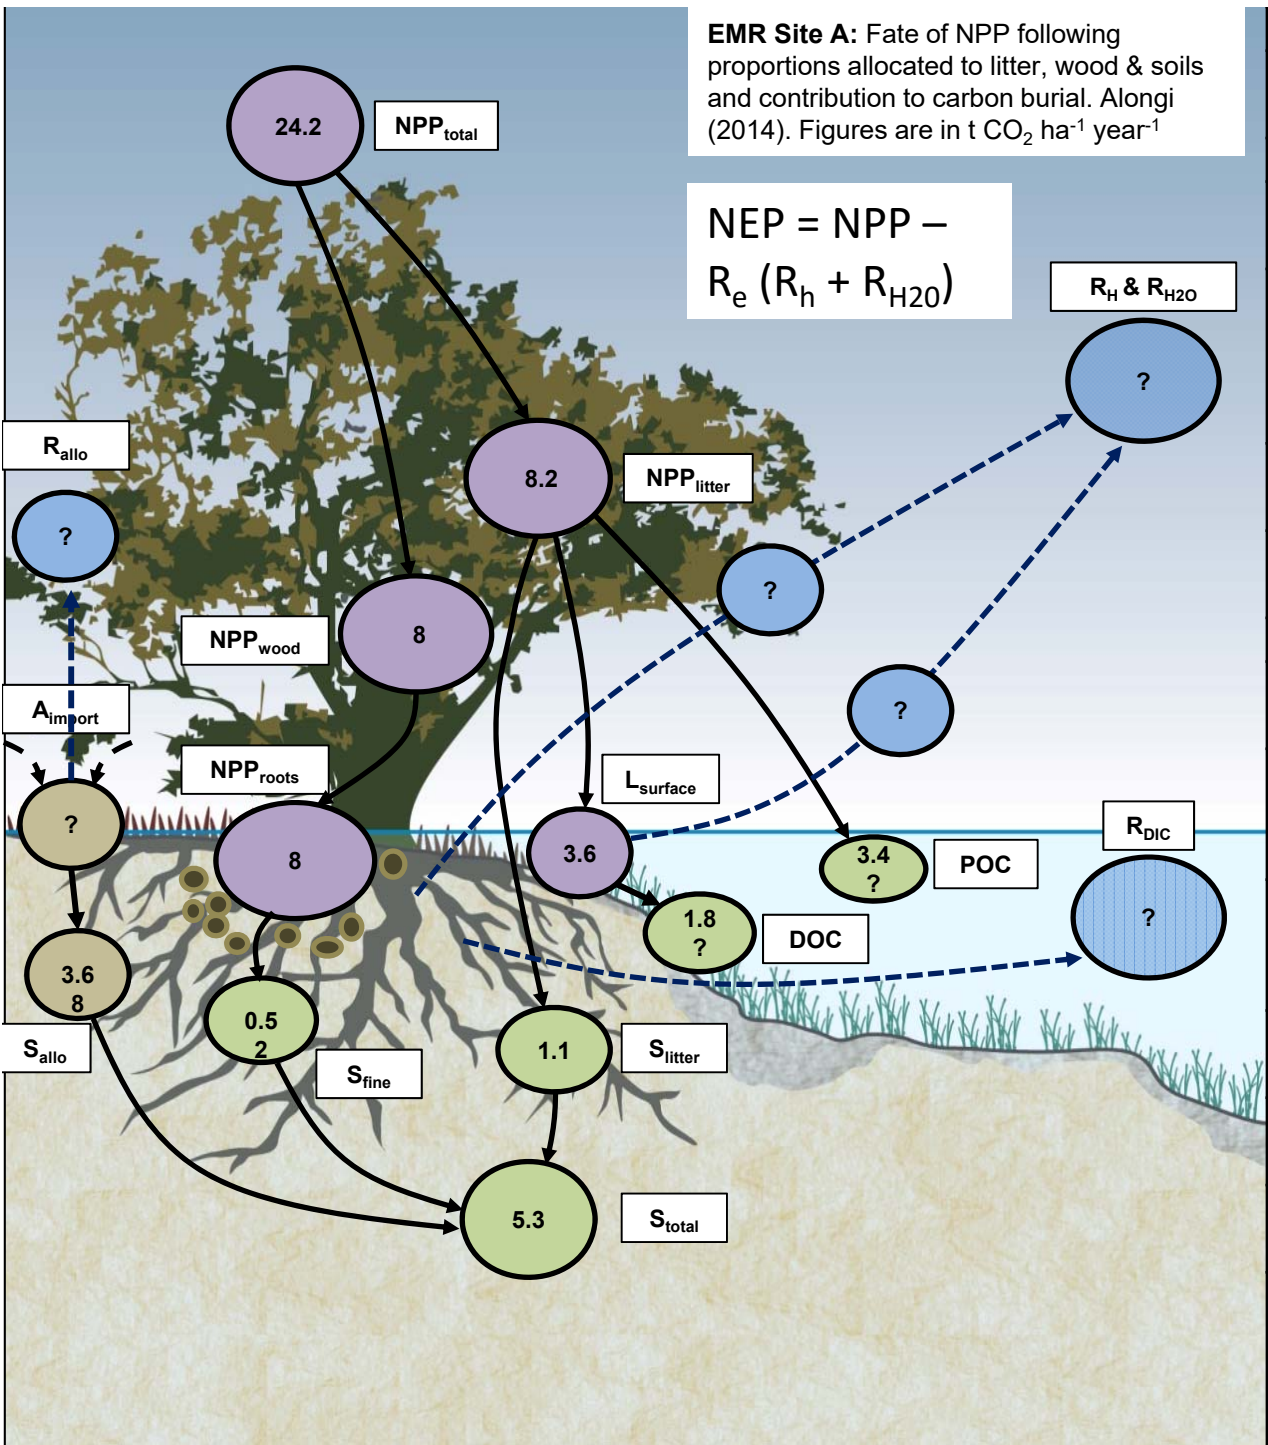 EMR Site A: Fate of NPP following
proportions allocated to litter, wood & soils
and contribution to carbon burial. Alongi
(2014). Figures are in t CO2 ha-1 year-1
24.2
NPPtotal
NEP = NPP –
Re (Rh + RH20)
RH & RH2O
?
Rallo
?
8.2
NPPlitter
?
NPPwood
8
?
Aimport
NPProots
Lsurface
?
8
3.6
3.4
?
POC
RDIC
?
1.8
?
DOC
3.6
8
Sallo
0.5
2
Sfine
1.1
Slitter
5.3
Stotal